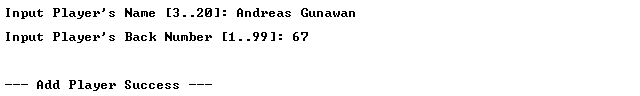 Input Player's Name [3..20]: Andreas Gunawan
Input Player's Back Number [1..99]: 67
--- Add Player Success ---